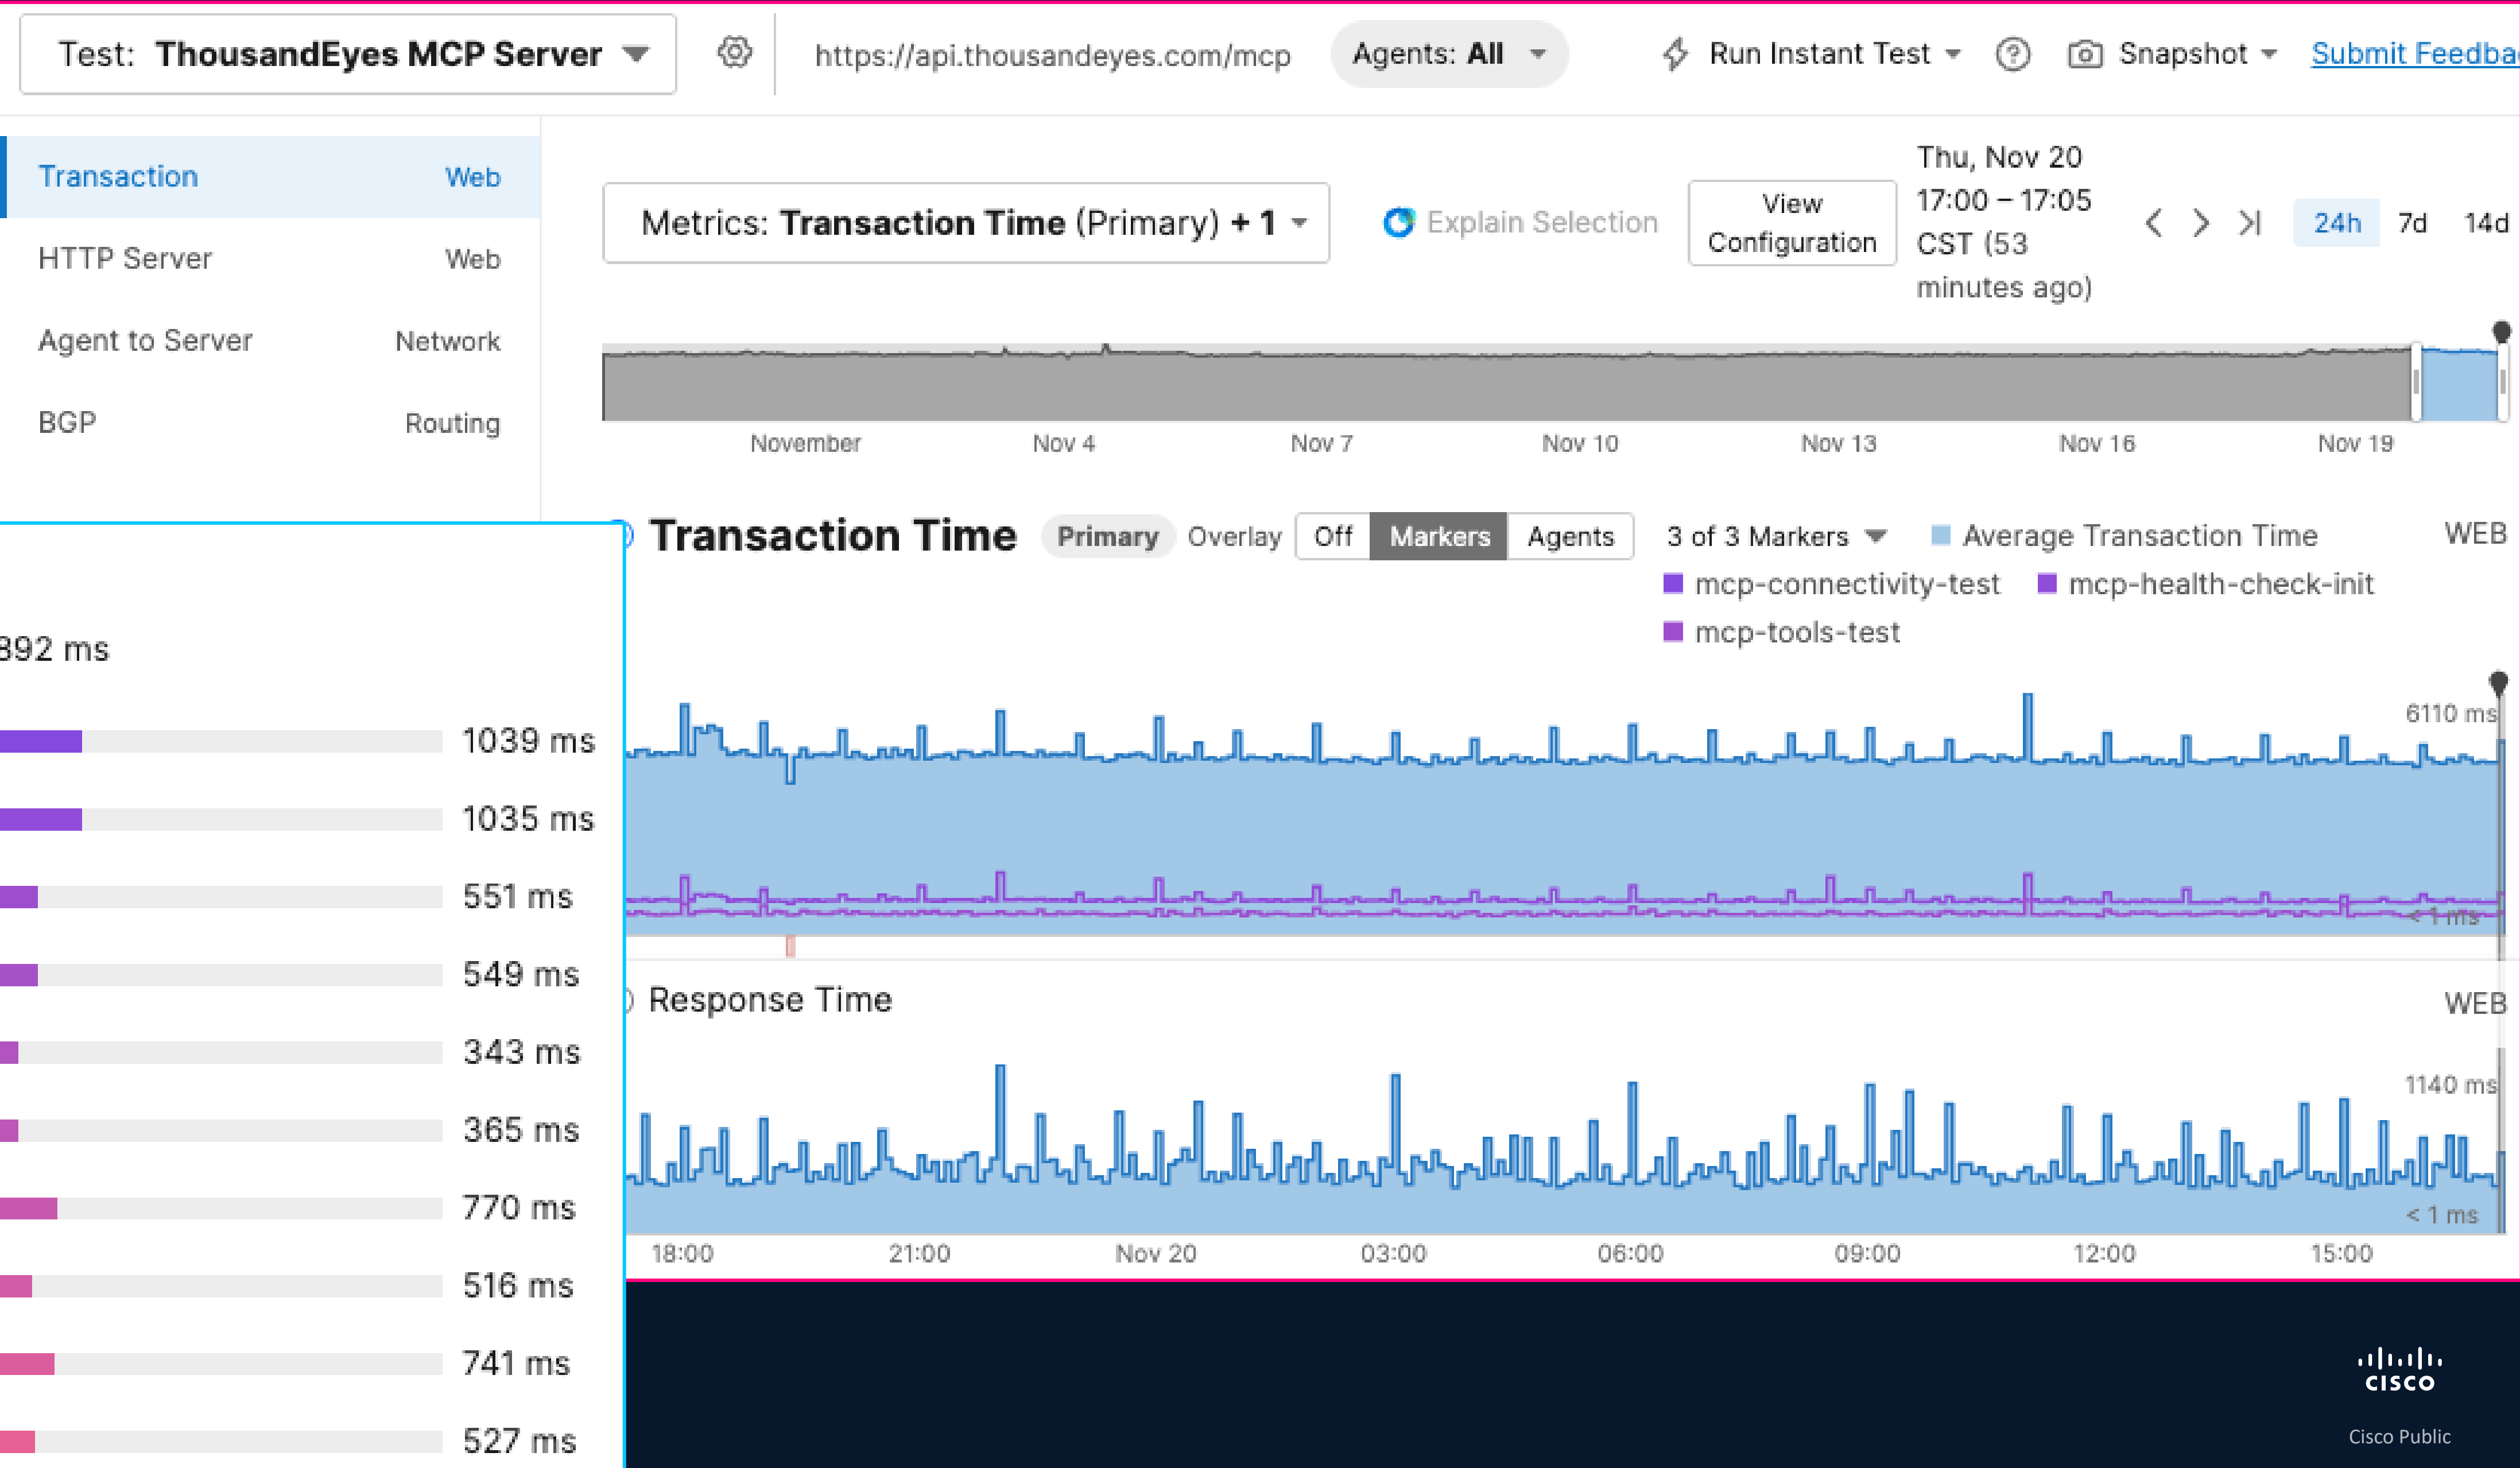 Test: ThousandEyes MCP Server
https://api.thousandeyes.com/mcp
Agents: All
Run Instant Test
Snapshot
Submit
Transaction Web
HTTP Server Web
Agent to Server Network
BGP Routing
Metrics: Transaction Time (Primary) + 1
Explain Selection
View
Configuration
Thu, Nov 20
17:00 – 17:05
CST (53
minutes ago)
24h 7d 14d
November Nov 4 Nov 7 Nov 10 Nov 13 Nov 16 Nov 19
Transaction Time Primary Overlay Off Markers Agents 3 of 3 Markers Average Transaction Time WEB
mcp-connectivity-test mcp-health-check-init
mcp-tools-test
6110 ms
< 1 ms
Response Time WEB
1140 ms
< 1 ms
18:00 21:00 Nov 20 03:00 06:00 09:00 12:00 15:00
892 ms
1039 ms
1035 ms
551 ms
549 ms
343 ms
365 ms
770 ms
516 ms
741 ms
527 ms
CISCO
Cisco Public